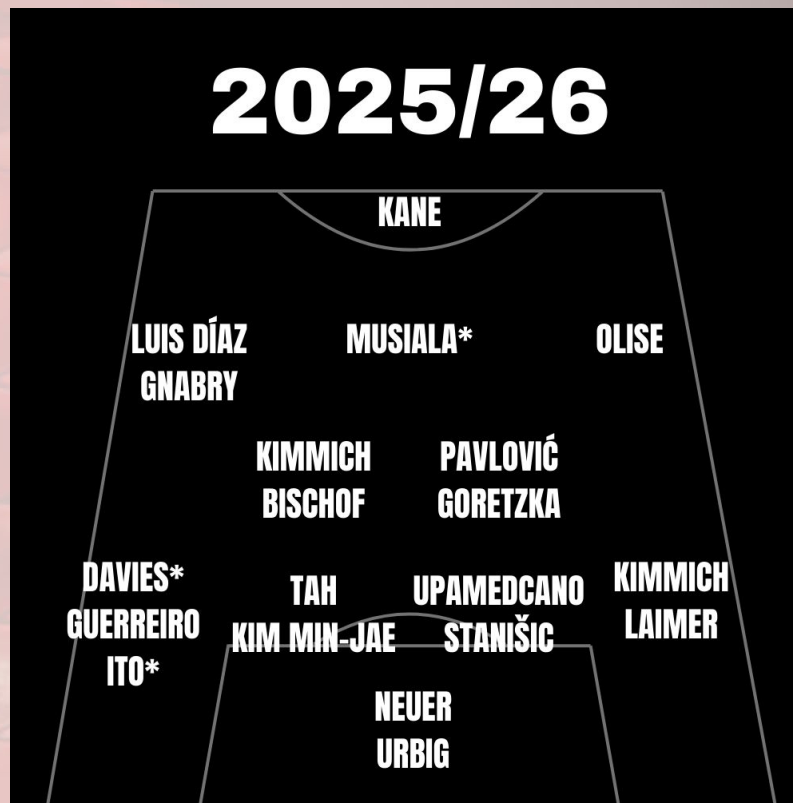 2025/26
KANE
LUIS DÍAZ
GNABRY
MUSIALA*
OLISE
KIMMICH
BISCHOF
PAVLOVIĆ
GORETZKA
DAVIES*
GUERREIRO
ITO*
TAH
KIM MIN-JAE
UPAMEDCANO
STANIŠIC
KIMMICH
LAIMER
NEUER
URBIG